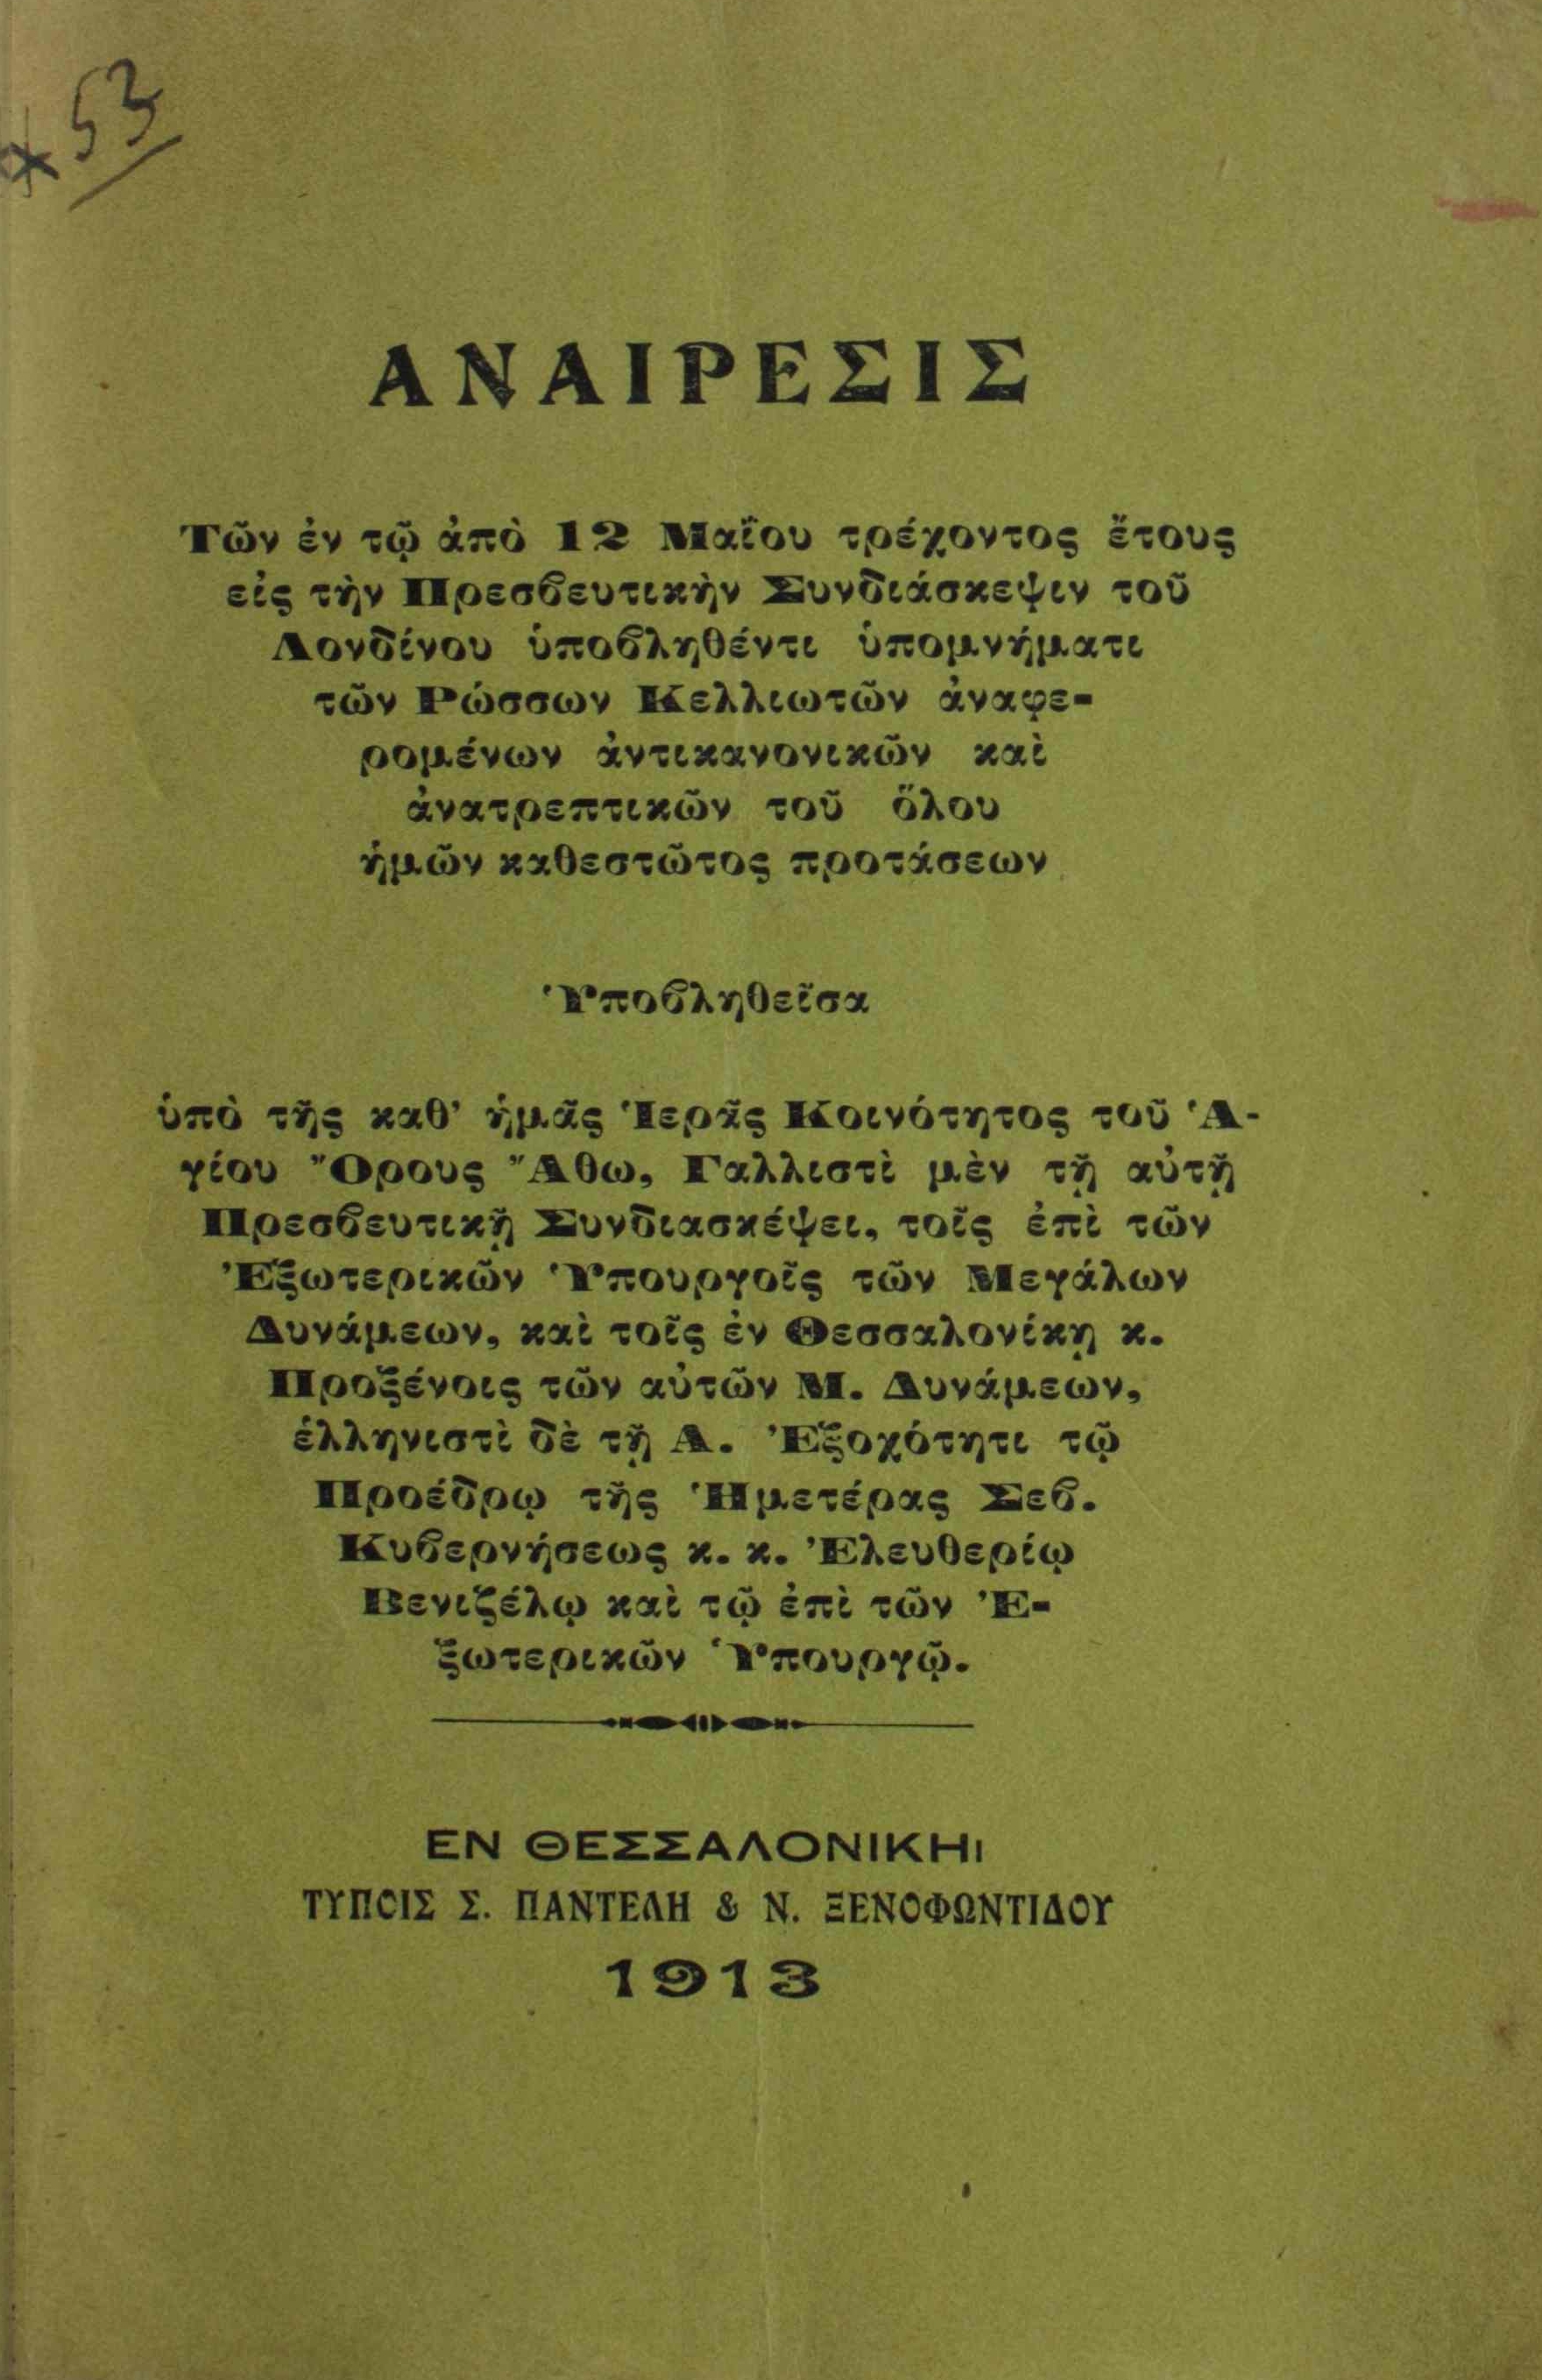 53
ΑΝΑΙΡΕΣΙΣ
Τῶν ἐν τῷ ἀπὸ 12 Μαΐου τρέχοντος ἔτους
εἰς τὴν Πρεσϐευτικὴν Συνδιάσκεψιν τοῦ
Λονδίνου ὑποϐληθέντι ὑπομνήματι
τῶν Ρώσσων Κελλιωτῶν ἀναφε-
ρομένων ἀντικανονικῶν καὶ
ἀνατρεπτικῶν τοῦ ὅλου
ἡμῶν καθεστῶτος προτάσεων
Ὑποϐληθεῖσα
ὑπὸ τῆς καθ' ἡμᾶς Ἱερᾶς Κοινότητος τοῦ Ἁ-
γίου Ὄρους Ἄθω, Γαλλιστὶ μὲν τῇ αὐτῇ
Πρεσϐευτικῇ Συνδιασκέψει, τοῖς ἐπὶ τῶν
Ἐξωτερικῶν Ὑπουργοῖς τῶν Μεγάλων
Δυνάμεων, καὶ τοῖς ἐν Θεσσαλονίκῃ κ.
Προξένοις τῶν αὐτῶν Μ. Δυνάμεων,
ἑλληνιστὶ δὲ τῇ Α. Ἐξοχότητι τῷ
Προέδρῳ τῆς Ἡμετέρας Σεϐ.
Κυϐερνήσεως κ. κ. Ἐλευθερίῳ
Βενιζέλῳ καὶ τῷ ἐπὶ τῶν Ἐ-
ξωτερικῶν Ὑπουργῷ.
ΕΝ ΘΕΣΣΑΛΟΝΙΚΗι
ΤΥΠΟΙΣ Σ. ΠΑΝΤΕΛΗ & Ν. ΞΕΝΟΦΩΝΤΙΔΟΥ
1913